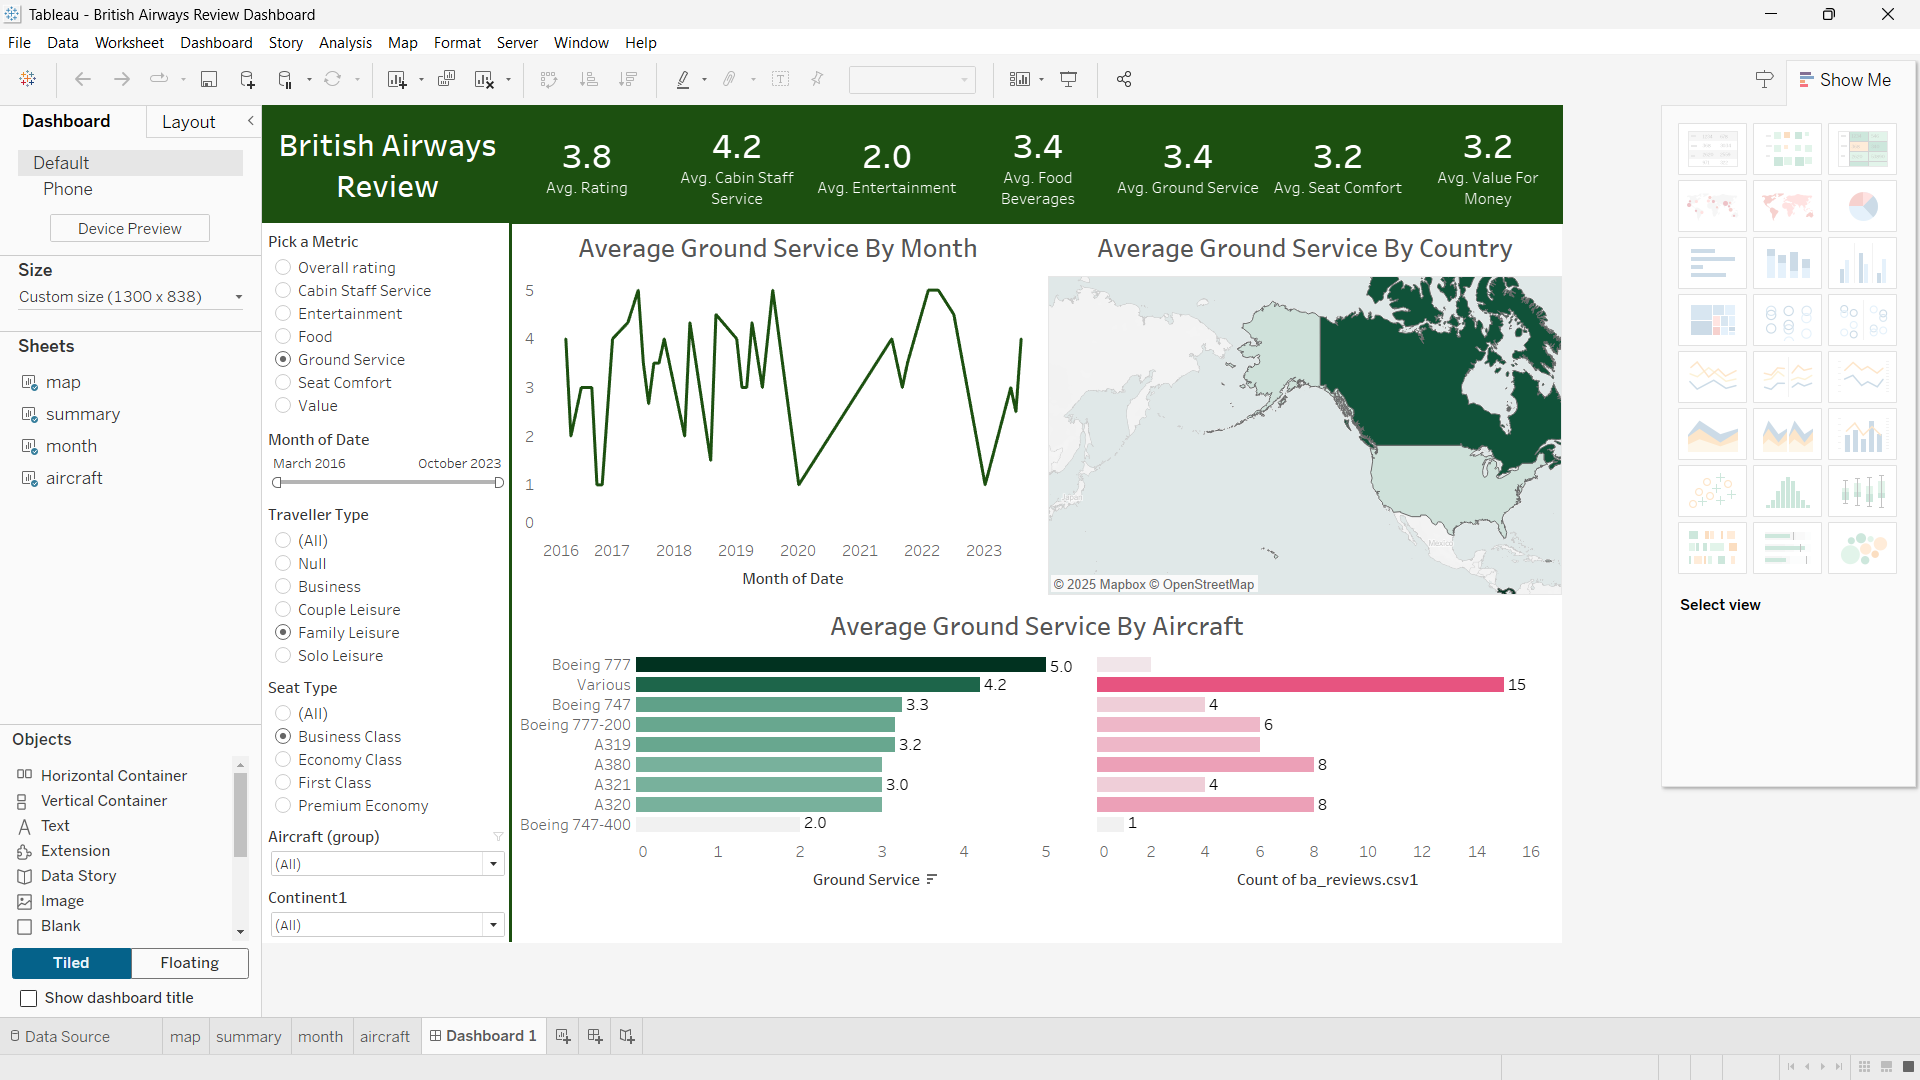 Tableau - British Airways Review Dashboard
File Data Worksheet Dashboard Story Analysis Map Format Server Window Help
Show Me
Dashboard Layout
Default
Phone
Device Preview
Size
Custom size (1300 x 838)
Sheets
map
summary
month
aircraft
Objects
Horizontal Container
Vertical Container
Text
Extension
Data Story
Image
Blank
Tiled Floating
Show dashboard title
British Airways
Review
3.8
Avg. Rating
4.2
Avg. Cabin Staff
Service
2.0
Avg. Entertainment
3.4
Avg. Food
Beverages
3.4
Avg. Ground Service
3.2
Avg. Seat Comfort
3.2
Avg. Value For
Money
Pick a Metric
Overall rating
Cabin Staff Service
Entertainment
Food
Ground Service
Seat Comfort
Value
Month of Date
March 2016 October 2023
Traveller Type
(All)
Null
Business
Couple Leisure
Family Leisure
Solo Leisure
Seat Type
(All)
Business Class
Economy Class
First Class
Premium Economy
Aircraft (group)
(All)
Continent1
(All)
Average Ground Service By Month
5
4
3
2
1
0
2016 2017 2018 2019 2020 2021 2022 2023
Month of Date
Average Ground Service By Country
Japan
Mexico
© 2025 Mapbox © OpenStreetMap
Average Ground Service By Aircraft
Boeing 777 5.0
Various 4.2 15
Boeing 747 3.3 4
Boeing 777-200 6
A319 3.2
A380 8
A321 3.0 4
A320 8
Boeing 747-400 2.0 1
0 1 2 3 4 5 0 2 4 6 8 10 12 14 16
Ground Service Count of ba_reviews.csv1
Select view
Data Source map summary month aircraft Dashboard 1